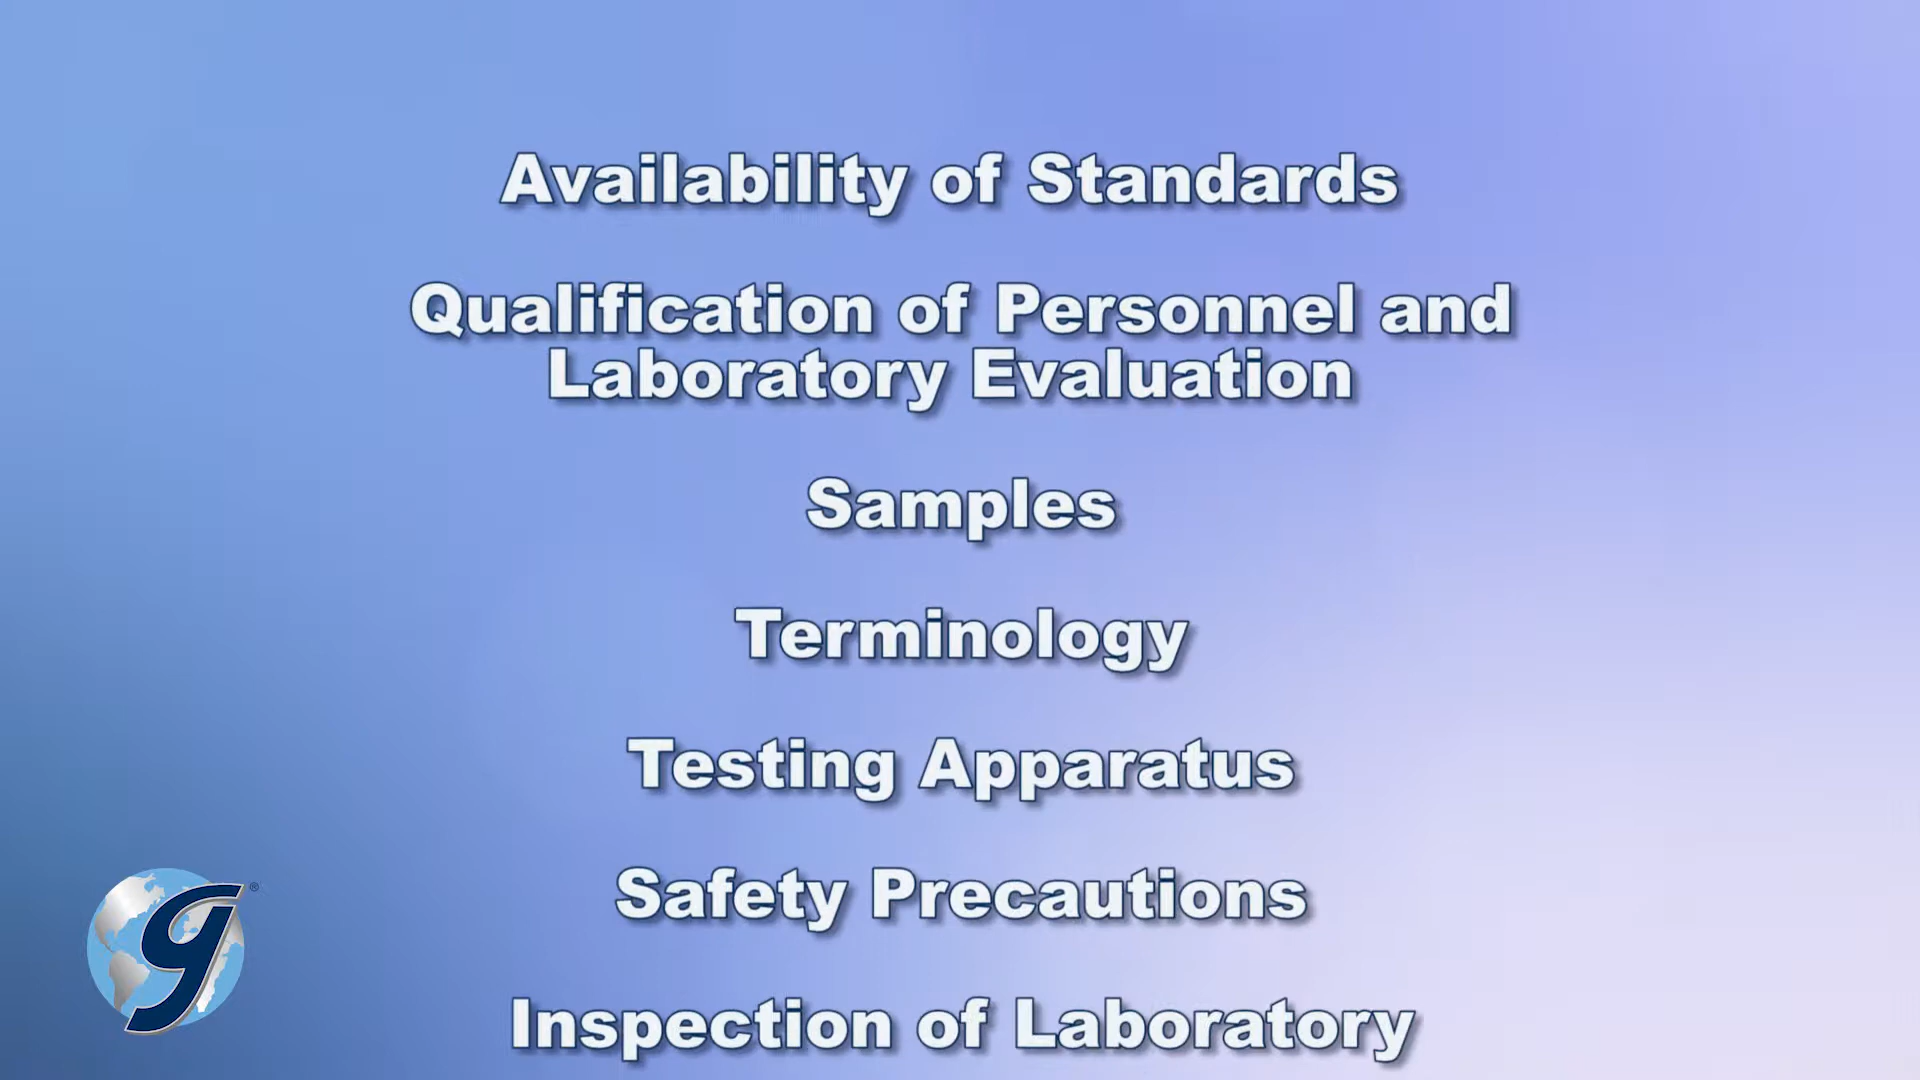 Availability of Standards
Qualification of Personnel and
Laboratory Evaluation
Samples
Terminology
Testing Apparatus
Safety Precautions
Inspection of Laboratory
g®